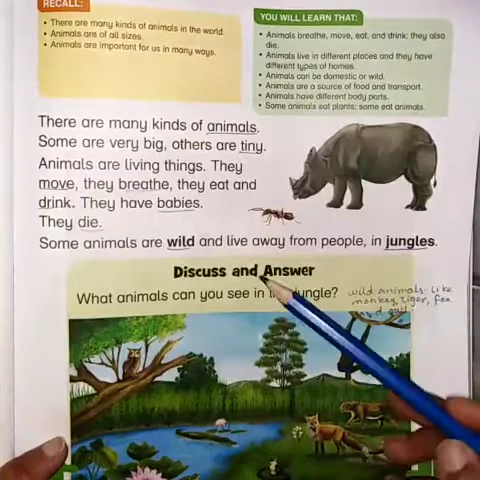 RECALL:
• There are many kinds of animals in the world.
• Animals are of all sizes.
• Animals are important for us in many ways.
YOU WILL LEARN THAT:
• Animals breathe, move, eat, and drink; they also
die.
• Animals live in different places and they have
different types of homes.
• Animals can be domestic or wild.
• Animals are a source of food and transport.
• Animals have different body parts.
• Some animals eat plants; some eat animals.
There are many kinds of animals.
Some are very big, others are tiny.
Animals are living things. They
move, they breathe, they eat and
drink. They have babies.
They die.
Some animals are wild and live away from people, in jungles.
Discuss and Answer
What animals can you see in the jungle?
wild animals. like
monkey, tiger, fox